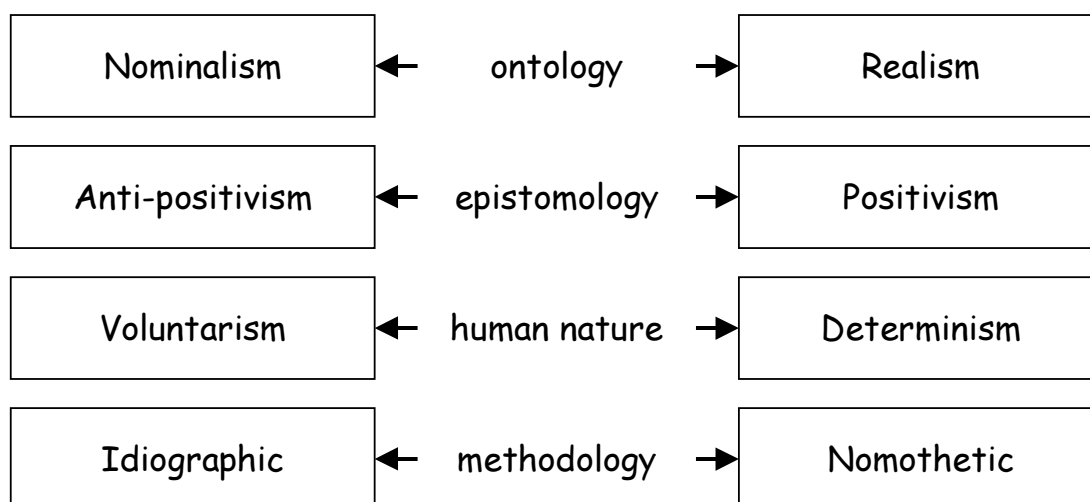 Nominalism ontology Realism
Anti-positivism epistomology Positivism
Voluntarism human nature Determinism
Idiographic methodology Nomothetic